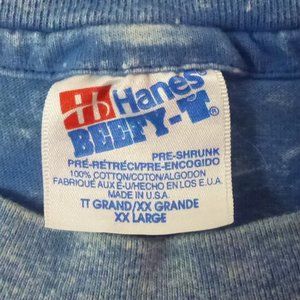 Hanes
BEEFY-T®
PRE-SHRUNK
PRÉ-RÉTRÉCI/PRE-ENCOGIDO
100% COTTON/COTON/ALGODON
FABRIQUÉ AUX É-U/HECHO EN LOS E.U.A.
MADE IN U.S.A.
TT GRAND/XX GRANDE
XX LARGE